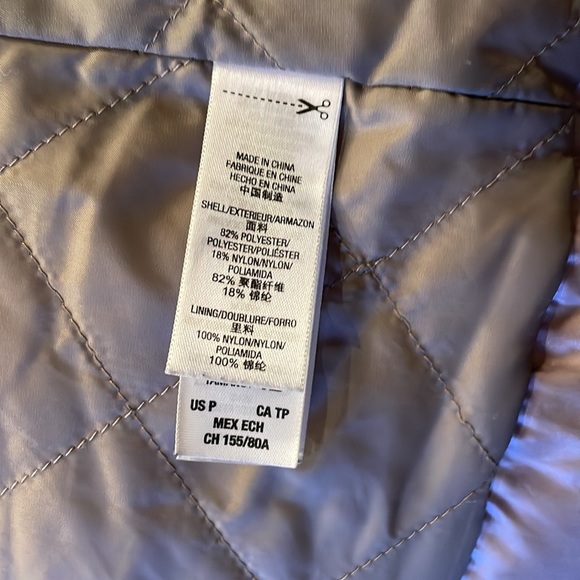 MADE IN CHINA
FABRIQUE EN CHINE
HECHO EN CHINA
中国制造
SHELL/EXTERIEUR/ARMAZON
面料
82% POLYESTER/
POLYESTER/POLIÉSTER
18% NYLON/NYLON/
POLIAMIDA
82% 聚酯纤维
18% 锦纶
LINING/DOUBLURE/FORRO
里料
100% NYLON/NYLON/
POLIAMIDA
100% 锦纶
US P CA TP
MEX ECH
CH 155/80A